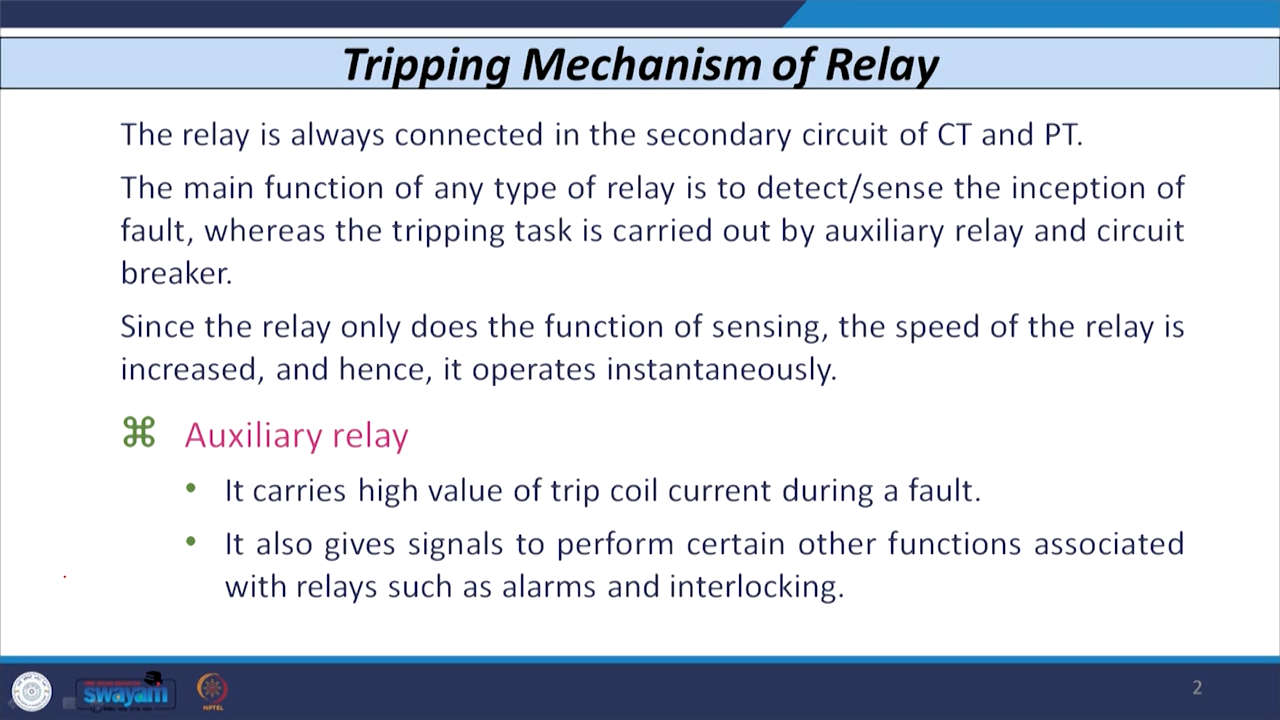 Tripping Mechanism of Relay
The relay is always connected in the secondary circuit of CT and PT.
The main function of any type of relay is to detect/sense the inception of
fault, whereas the tripping task is carried out by auxiliary relay and circuit
breaker.
Since the relay only does the function of sensing, the speed of the relay is
increased, and hence, it operates instantaneously.
⌘ Auxiliary relay
• It carries high value of trip coil current during a fault.
• It also gives signals to perform certain other functions associated
with relays such as alarms and interlocking.
swayam
NPTEL
2